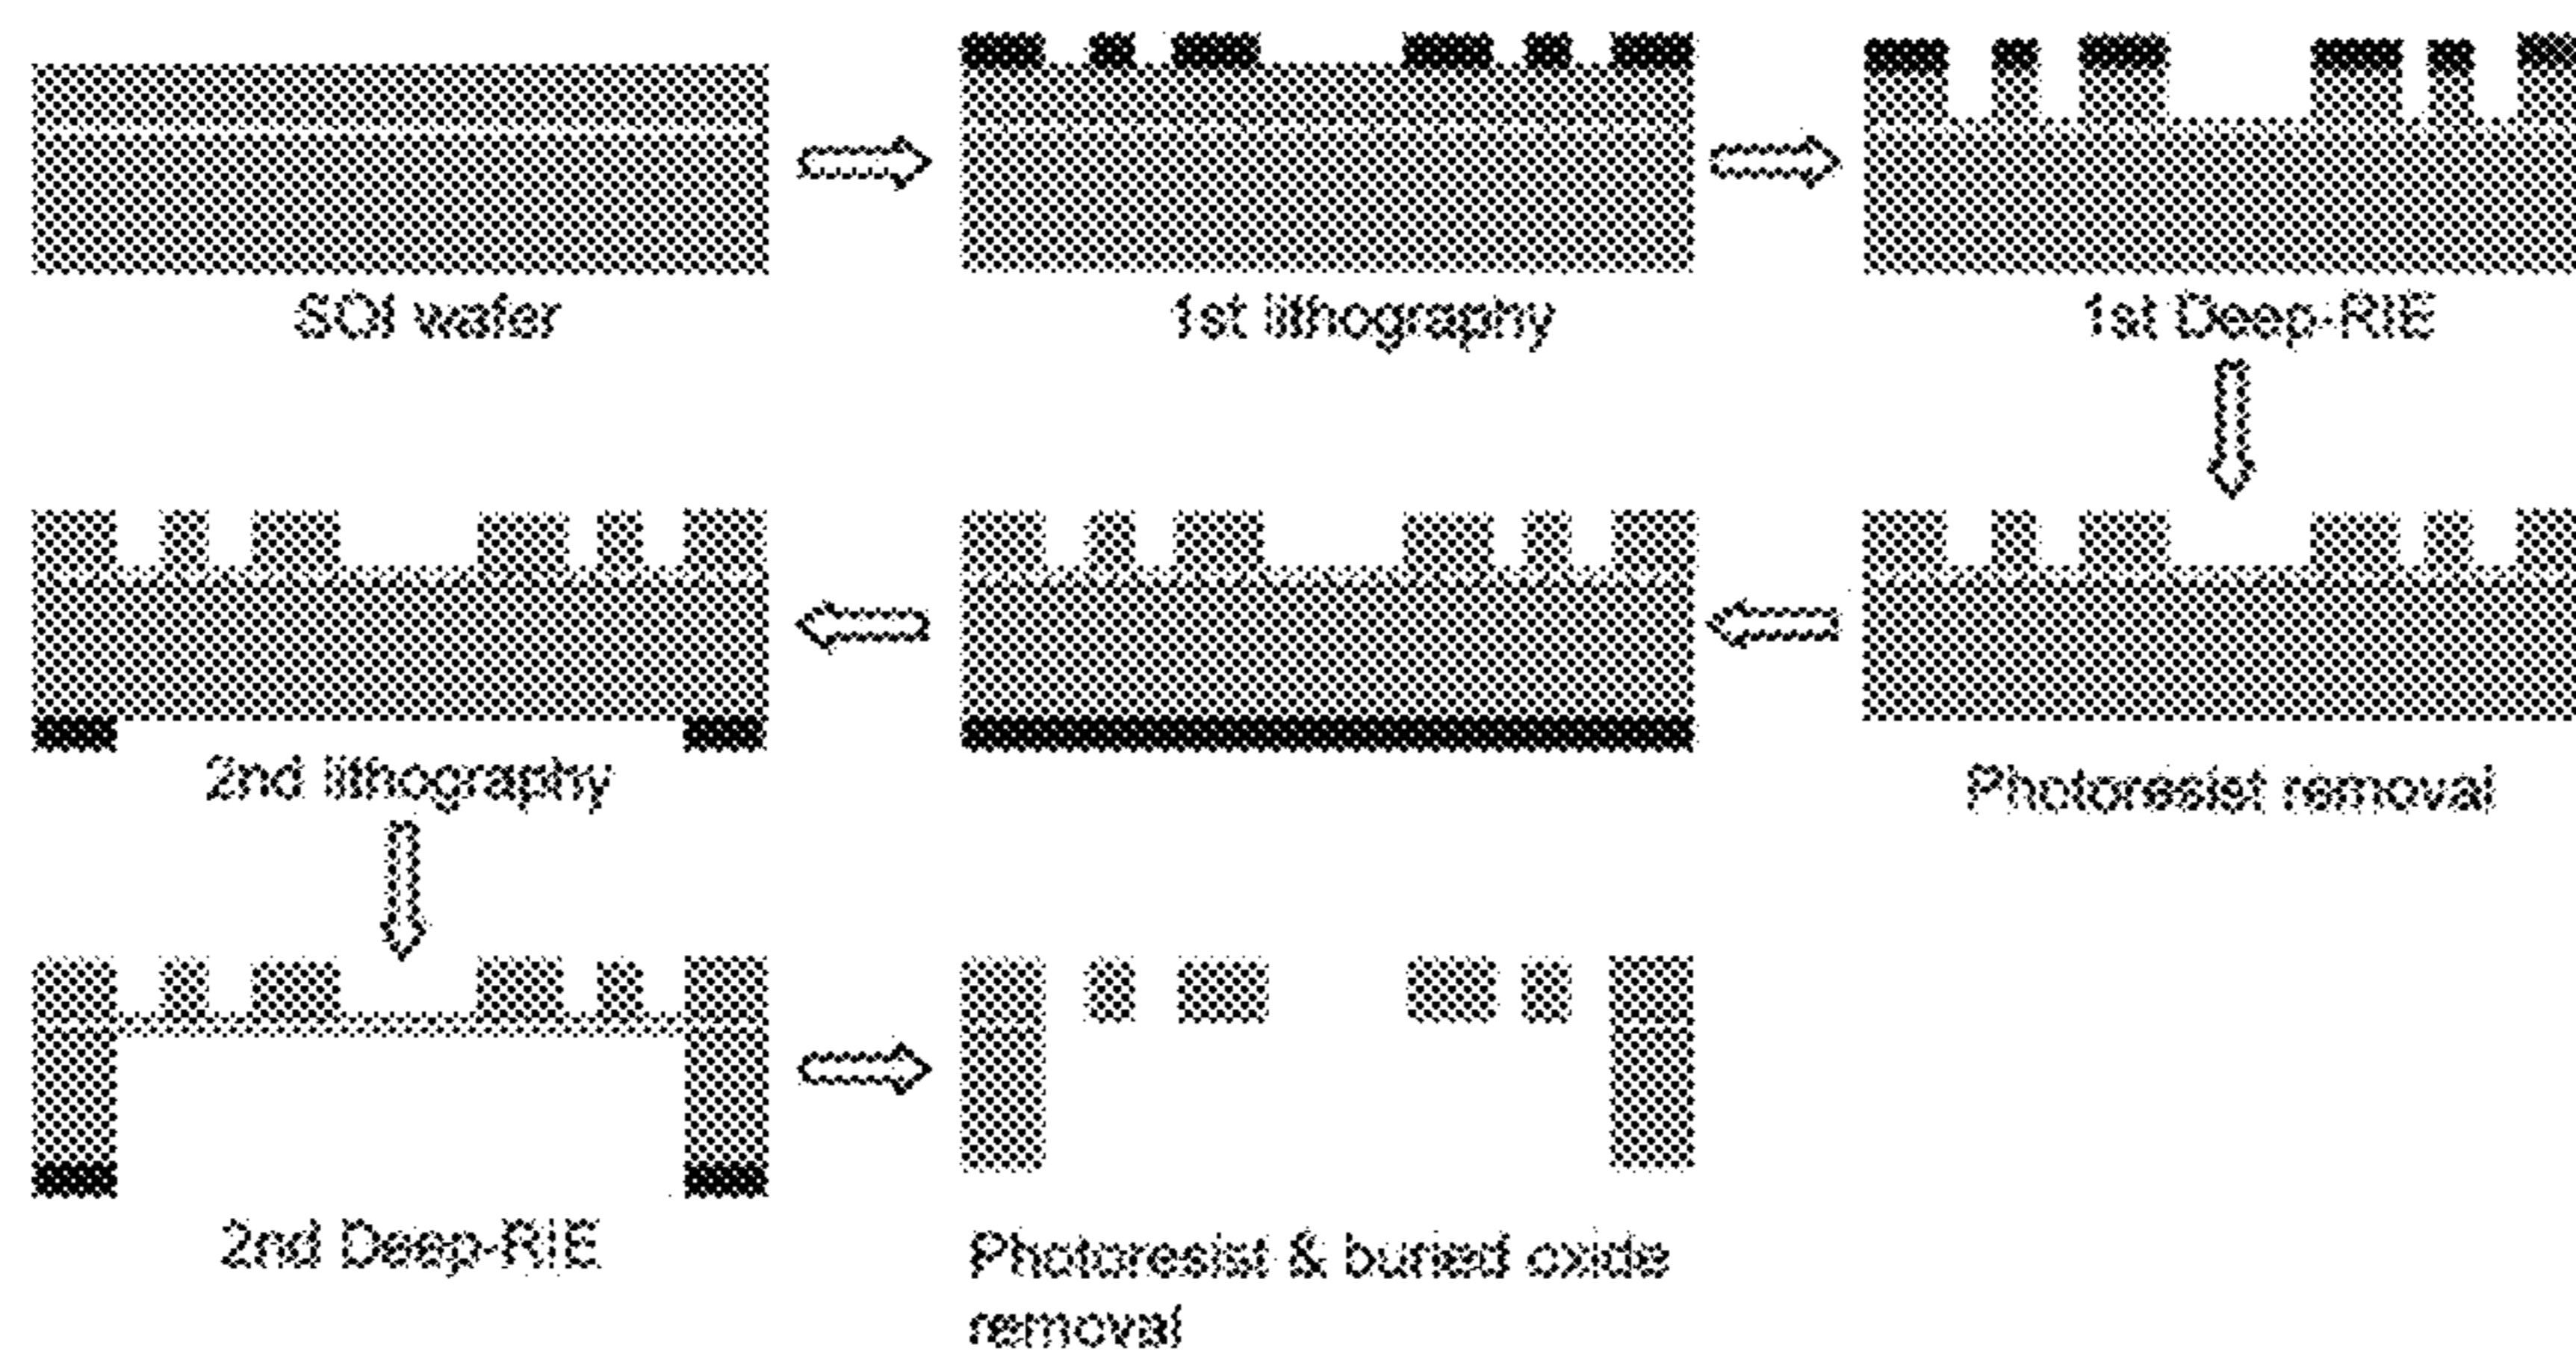 SOI wafer
1st lithography
1st Deep-RIE
2nd lithography
Photoresist removal
2nd Deep-RIE
Photoresist & buried oxide
removal